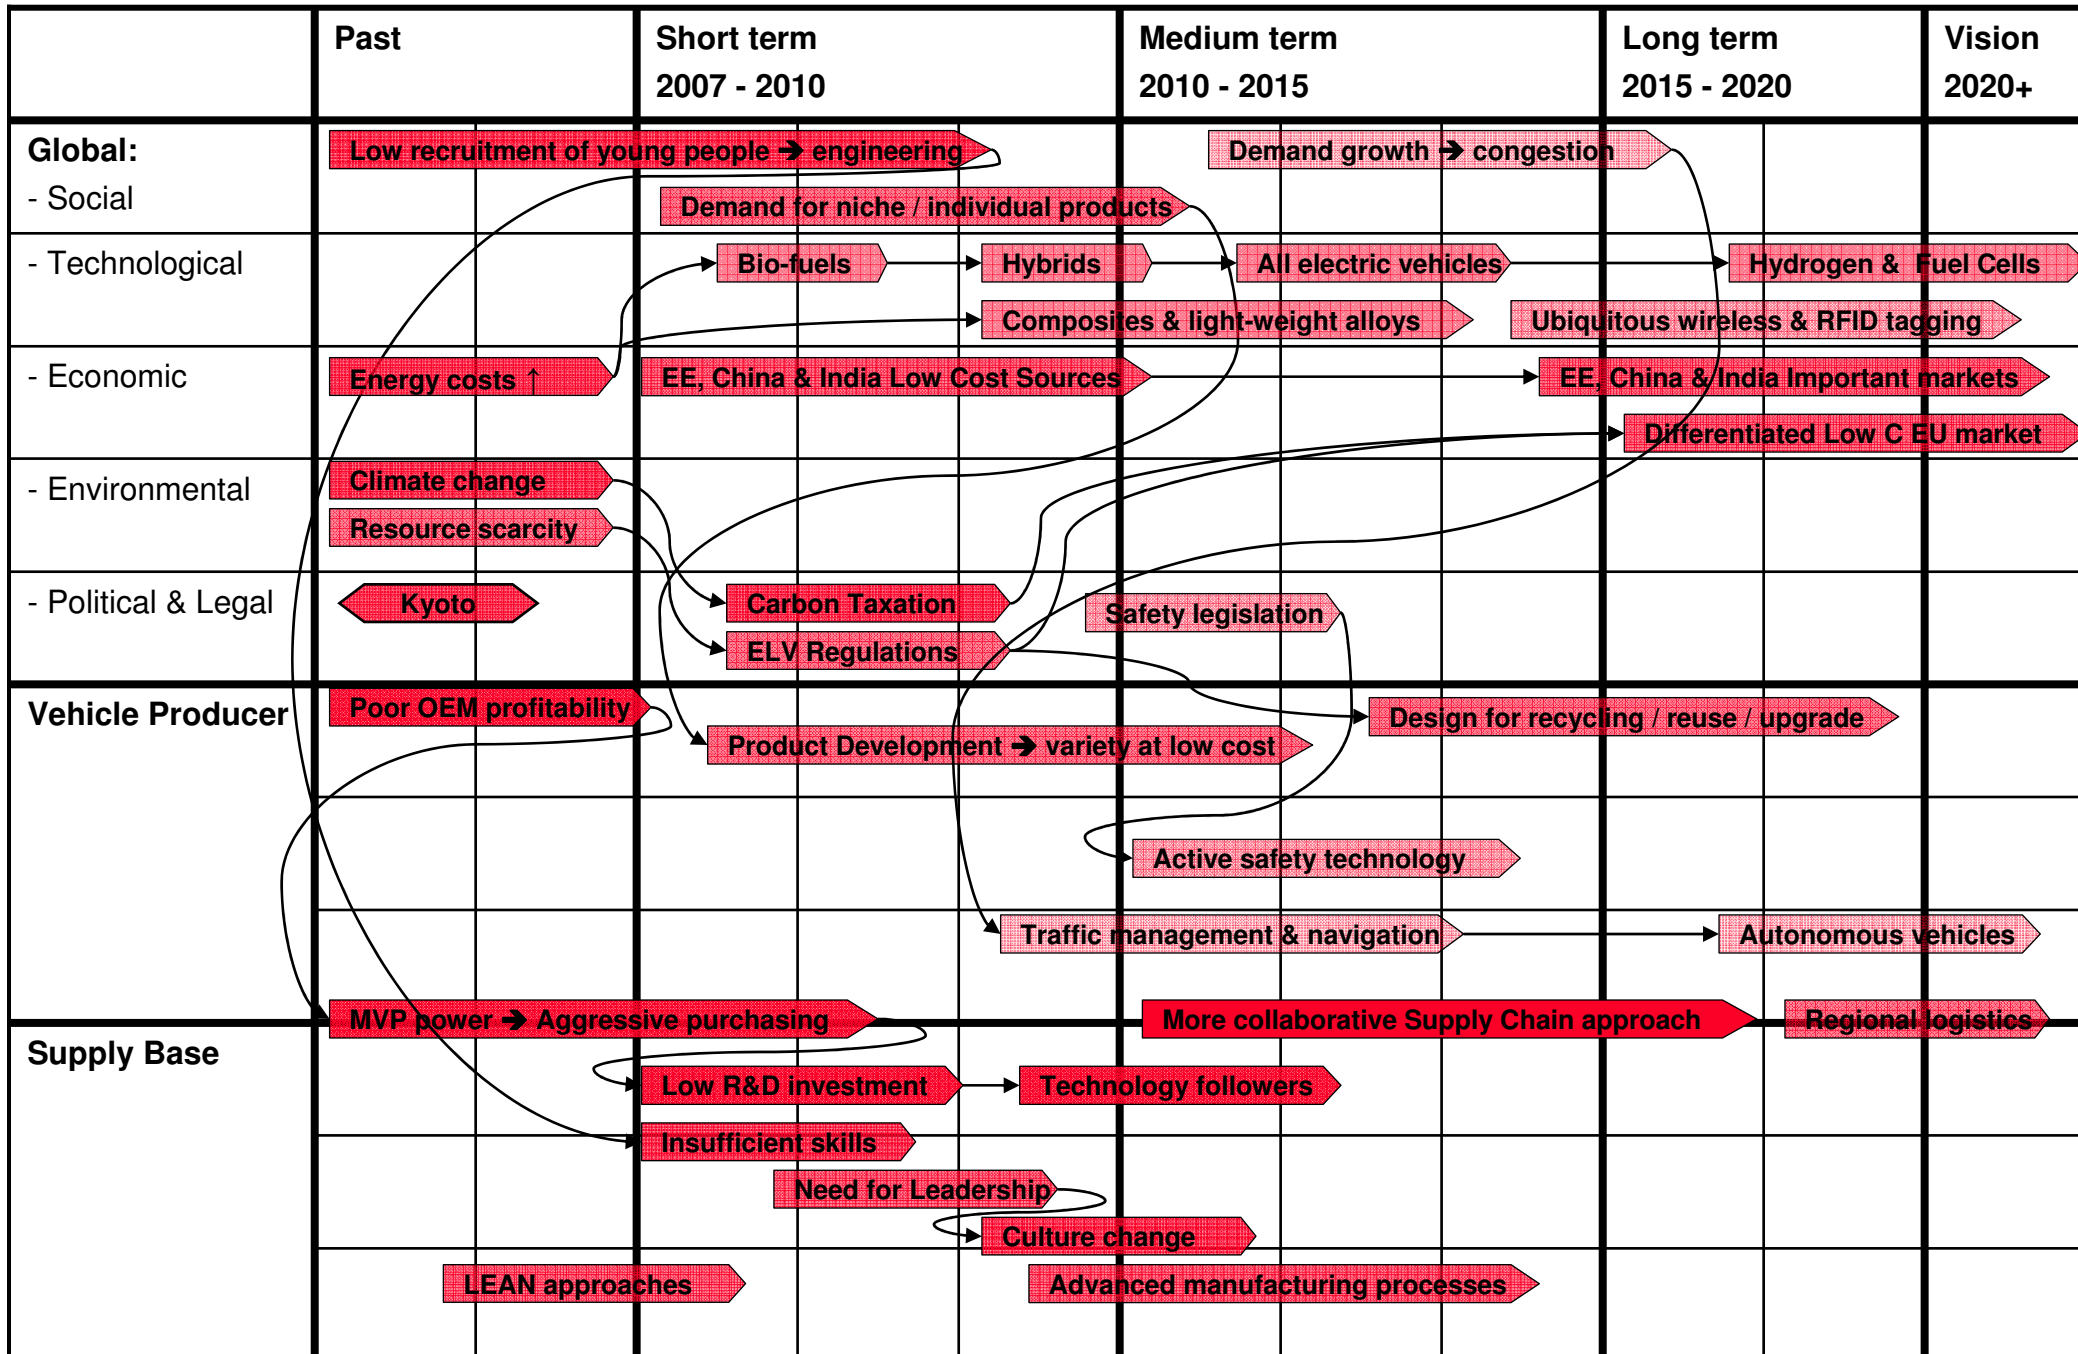 Past
Short term
2007 - 2010
Medium term
2010 - 2015
Long term
2015 - 2020
Vision
2020+
Global:
- Social
Low recruitment of young people ➔ engineering
Demand growth ➔ congestion
Demand for niche / individual products
- Technological
Bio-fuels
Hybrids
All electric vehicles
Hydrogen & Fuel Cells
Composites & light-weight alloys
Ubiquitous wireless & RFID tagging
- Economic
Energy costs ↑
EE, China & India Low Cost Sources
EE, China & India Important markets
Differentiated Low C EU market
- Environmental
Climate change
Resource scarcity
- Political & Legal
Kyoto
Carbon Taxation
Safety legislation
ELV Regulations
Vehicle Producer
Poor OEM profitability
Design for recycling / reuse / upgrade
Product Development ➔ variety at low cost
Active safety technology
Traffic management & navigation
Autonomous vehicles
MVP power ➔ Aggressive purchasing
More collaborative Supply Chain approach
Regional logistics
Supply Base
Low R&D investment
Technology followers
Insufficient skills
Need for Leadership
Culture change
LEAN approaches
Advanced manufacturing processes